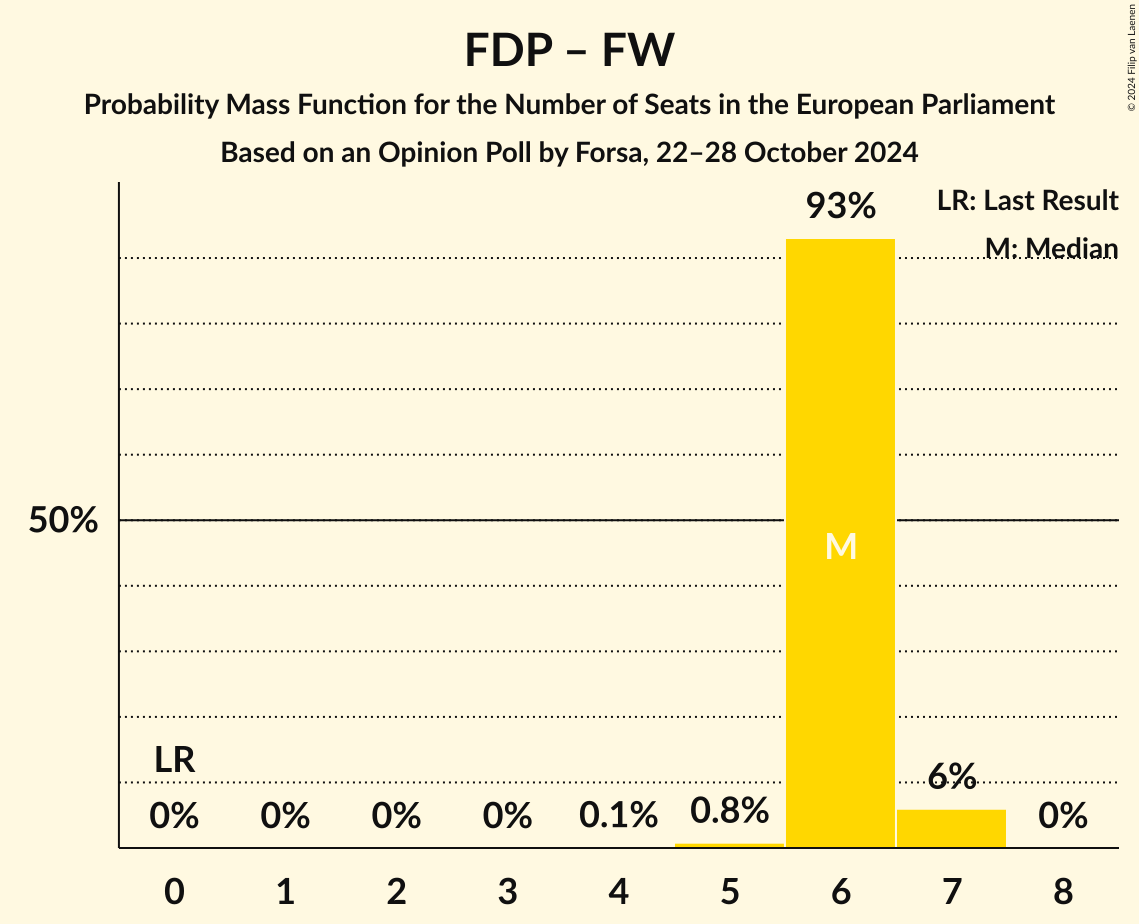 FDP – FW
Probability Mass Function for the Number of Seats in the European Parliament
Based on an Opinion Poll by Forsa, 22–28 October 2024
© 2024 Filip van Laenen
LR: Last Result
M: Median
93%
50%
M
LR
0%
0%
0%
0%
0.1%
0.8%
6%
0%
0 1 2 3 4 5 6 7 8